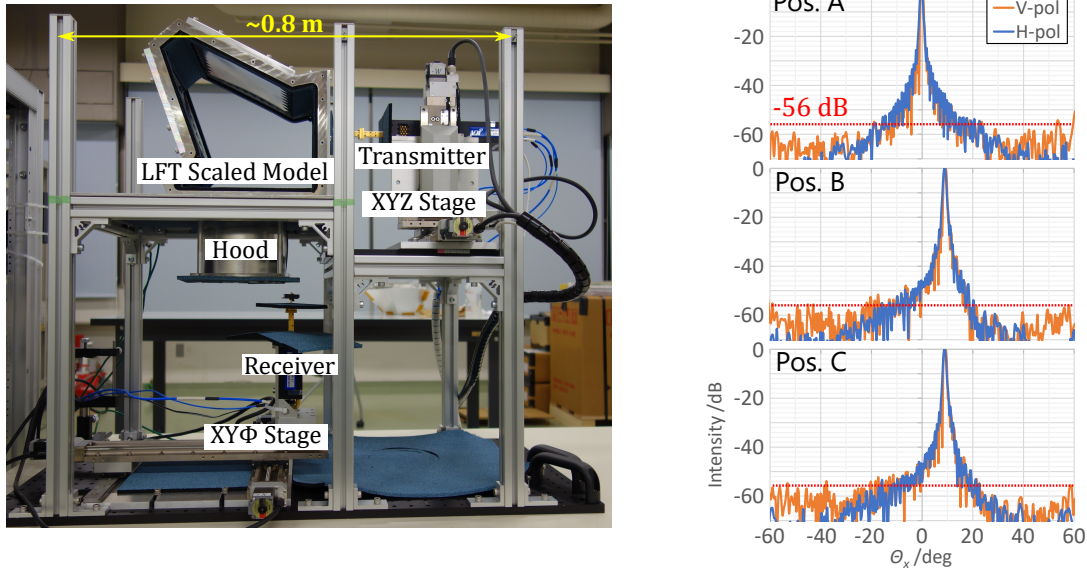 ~0.8 m
LFT Scaled Model
Transmitter
XYZ Stage
Hood
Receiver
XYΦ Stage
Pos. A
V-pol
H-pol
-20
-40
-56 dB
-60
0
Pos. B
-20
-40
-60
0
Pos. C
-20
-40
-60
Intensity /dB
-60 -40 -20 0 20 40 60
Θx /deg